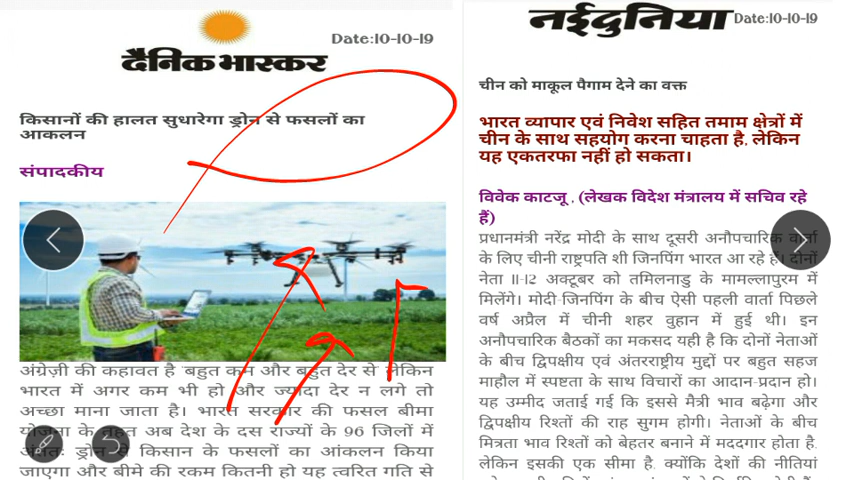 दैनिक भास्कर
Date:10-10-19
किसानों की हालत सुधारेगा ड्रोन से फसलों का
आकलन
संपादकीय
अंग्रेज़ी की कहावत है बहुत कम और बहुत देर से लेकिन
भारत में अगर कम भी हो और ज्यादा देर न लगे तो
अच्छा माना जाता है। भारत सरकार की फसल बीमा
योजना के तहत अब देश के दस राज्यों के 96 जिलों में
ड्रोन से किसान के फसलों का आंकलन किया
जाएगा और बीमे की रकम कितनी हो यह त्वरित गति से
नईदुनिया
Date:10-10-19
चीन को माकूल पैगाम देने का वक्त
भारत व्यापार एवं निवेश सहित तमाम क्षेत्रों में
चीन के साथ सहयोग करना चाहता है, लेकिन
यह एकतरफा नहीं हो सकता।
विवेक काटजू , (लेखक विदेश मंत्रालय में सचिव रहे
हैं)
प्रधानमंत्री नरेंद्र मोदी के साथ दूसरी अनौपचारिक वार्ता
के लिए चीनी राष्ट्रपति शी जिनपिंग भारत आ रहे हैं। दोनों
नेता 11-12 अक्टूबर को तमिलनाडु के मामल्लापुरम में
मिलेंगे। मोदी-जिनपिंग के बीच ऐसी पहली वार्ता पिछले
वर्ष अप्रैल में चीनी शहर वुहान में हुई थी। इन
अनौपचारिक बैठकों का मकसद यही है कि दोनों नेताओं
के बीच द्विपक्षीय एवं अंतरराष्ट्रीय मुद्दों पर बहुत सहज
माहौल में स्पष्टता के साथ विचारों का आदान-प्रदान हो।
यह उम्मीद जताई गई कि इससे मैत्री भाव बढ़ेगा और
द्विपक्षीय रिश्तों की राह सुगम होगी। नेताओं के बीच
मित्रता भाव रिश्तों को बेहतर बनाने में मददगार होता है,
लेकिन इसकी एक सीमा है, क्योंकि देशों की नीतियां